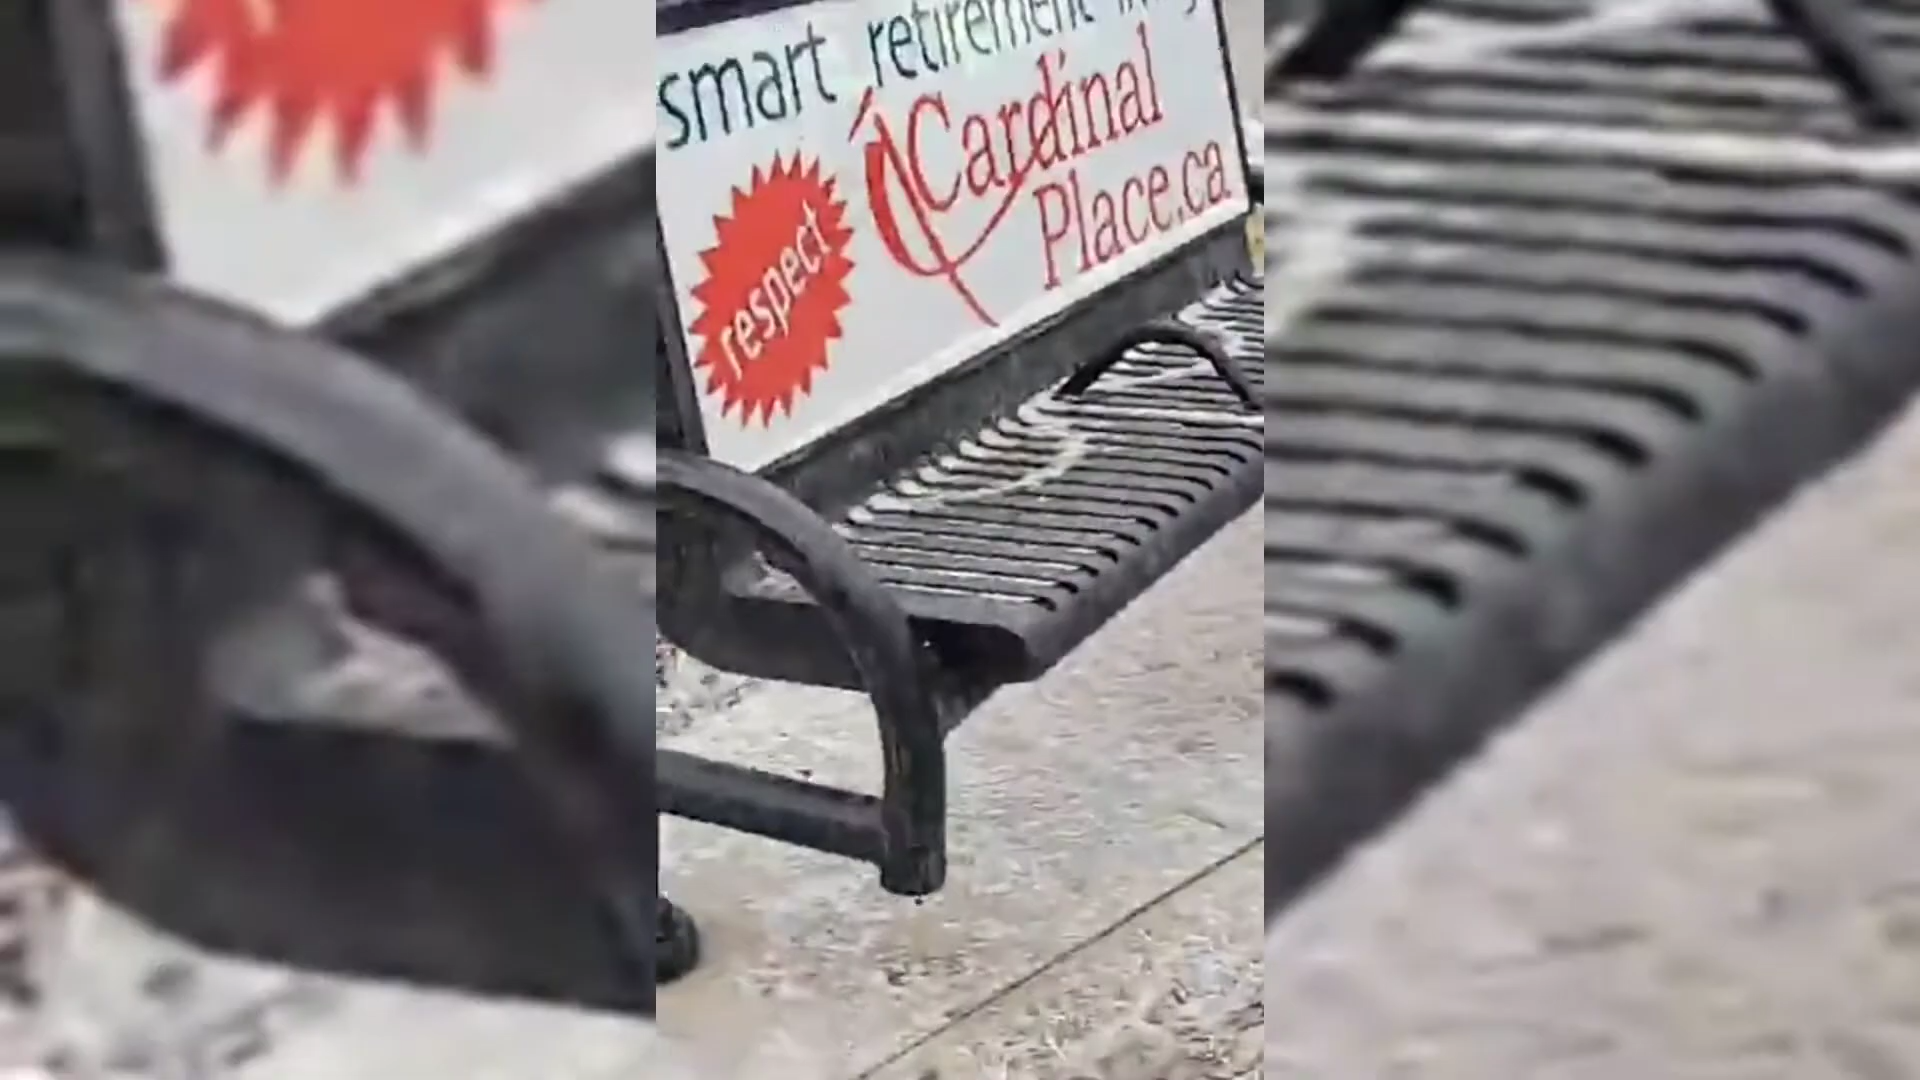 smart retirement
Cardinal
Place.ca
respect